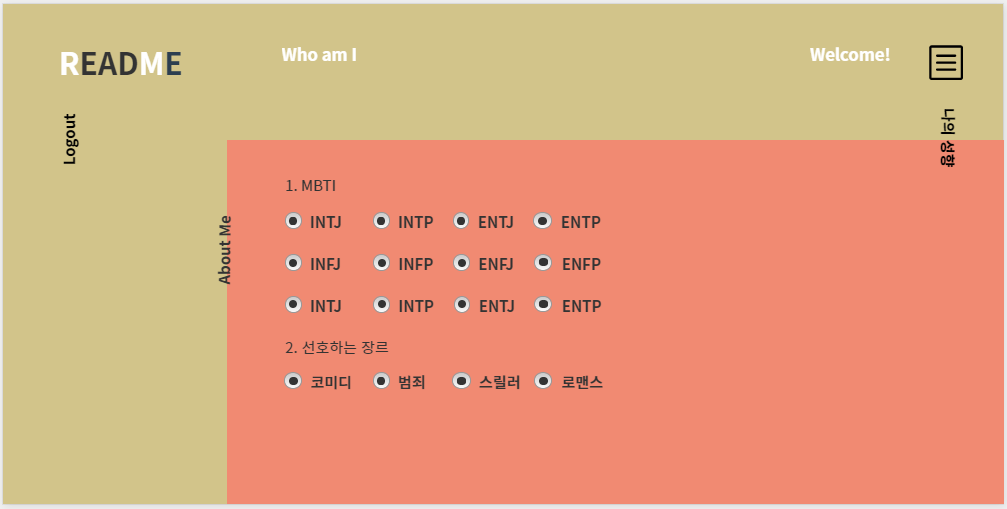 README
Who am I
Welcome!
Logout
나의 성향
About Me
1. MBTI
INTJ INTP ENTJ ENTP
INFJ INFP ENFJ ENFP
INTJ INTP ENTJ ENTP
2. 선호하는 장르
코미디 범죄 스릴러 로맨스